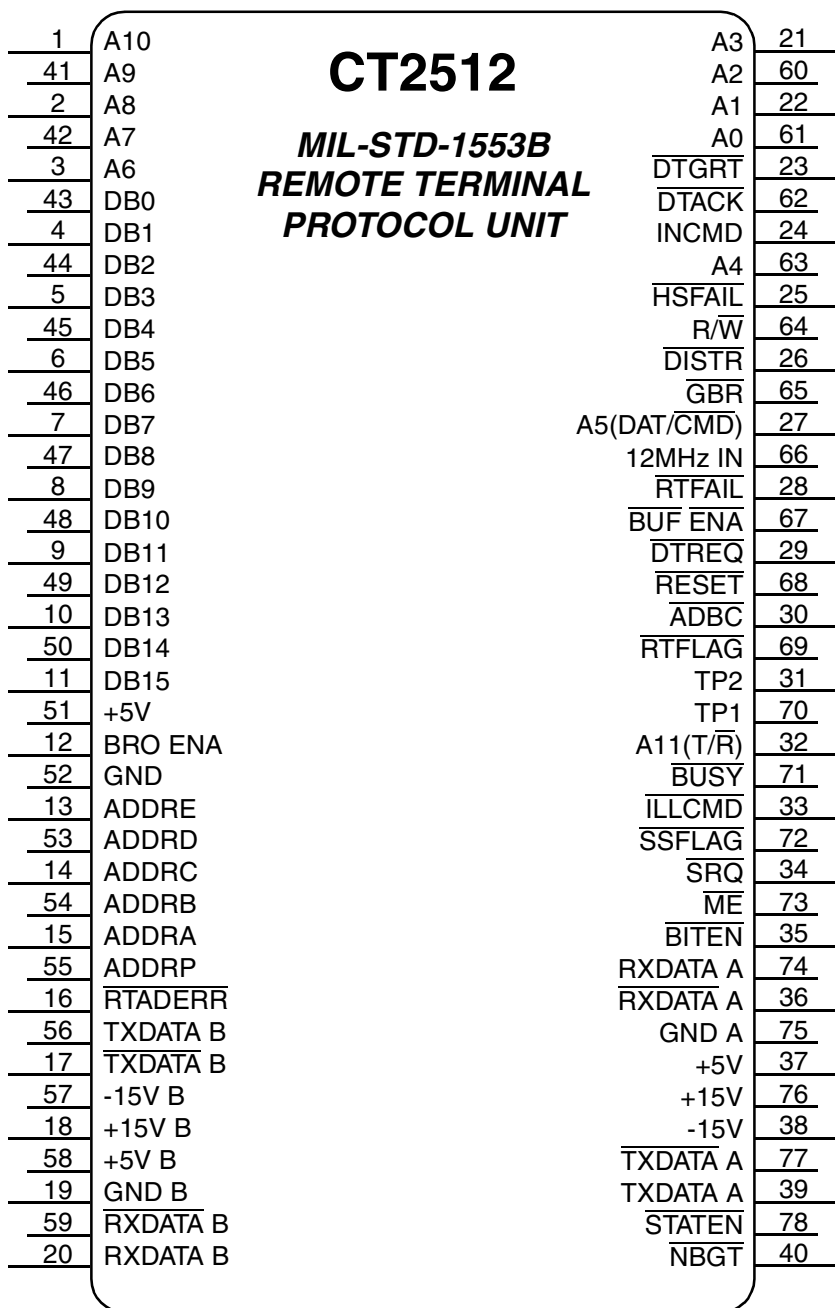 CT2512
MIL-STD-1553B
REMOTE TERMINAL
PROTOCOL UNIT
1 A10
41 A9
2 A8
42 A7
3 A6
43 DB0
4 DB1
44 DB2
5 DB3
45 DB4
6 DB5
46 DB6
7 DB7
47 DB8
8 DB9
48 DB10
9 DB11
49 DB12
10 DB13
50 DB14
11 DB15
51 +5V
12 BRO ENA
52 GND
13 ADDRE
53 ADDRD
14 ADDRC
54 ADDRB
15 ADDRA
55 ADDRP
16 RTADERR
56 TXDATA B
17 TXDATA B
57 -15V B
18 +15V B
58 +5V B
19 GND B
59 RXDATA B
20 RXDATA B
A3 21
A2 60
A1 22
A0 61
DTGRT 23
DTACK 62
INCMD 24
A4 63
HSFAIL 25
R/W 64
DISTR 26
GBR 65
A5(DAT/CMD) 27
12MHz IN 66
RTFAIL 28
BUF ENA 67
DTREQ 29
RESET 68
ADBC 30
RTFLAG 69
TP2 31
TP1 70
A11(T/R) 32
BUSY 71
ILLCMD 33
SSFLAG 72
SRQ 34
ME 73
BITEN 35
RXDATA A 74
RXDATA A 36
GND A 75
+5V 37
+15V 76
-15V 38
TXDATA A 77
TXDATA A 39
STATEN 78
NBGT 40